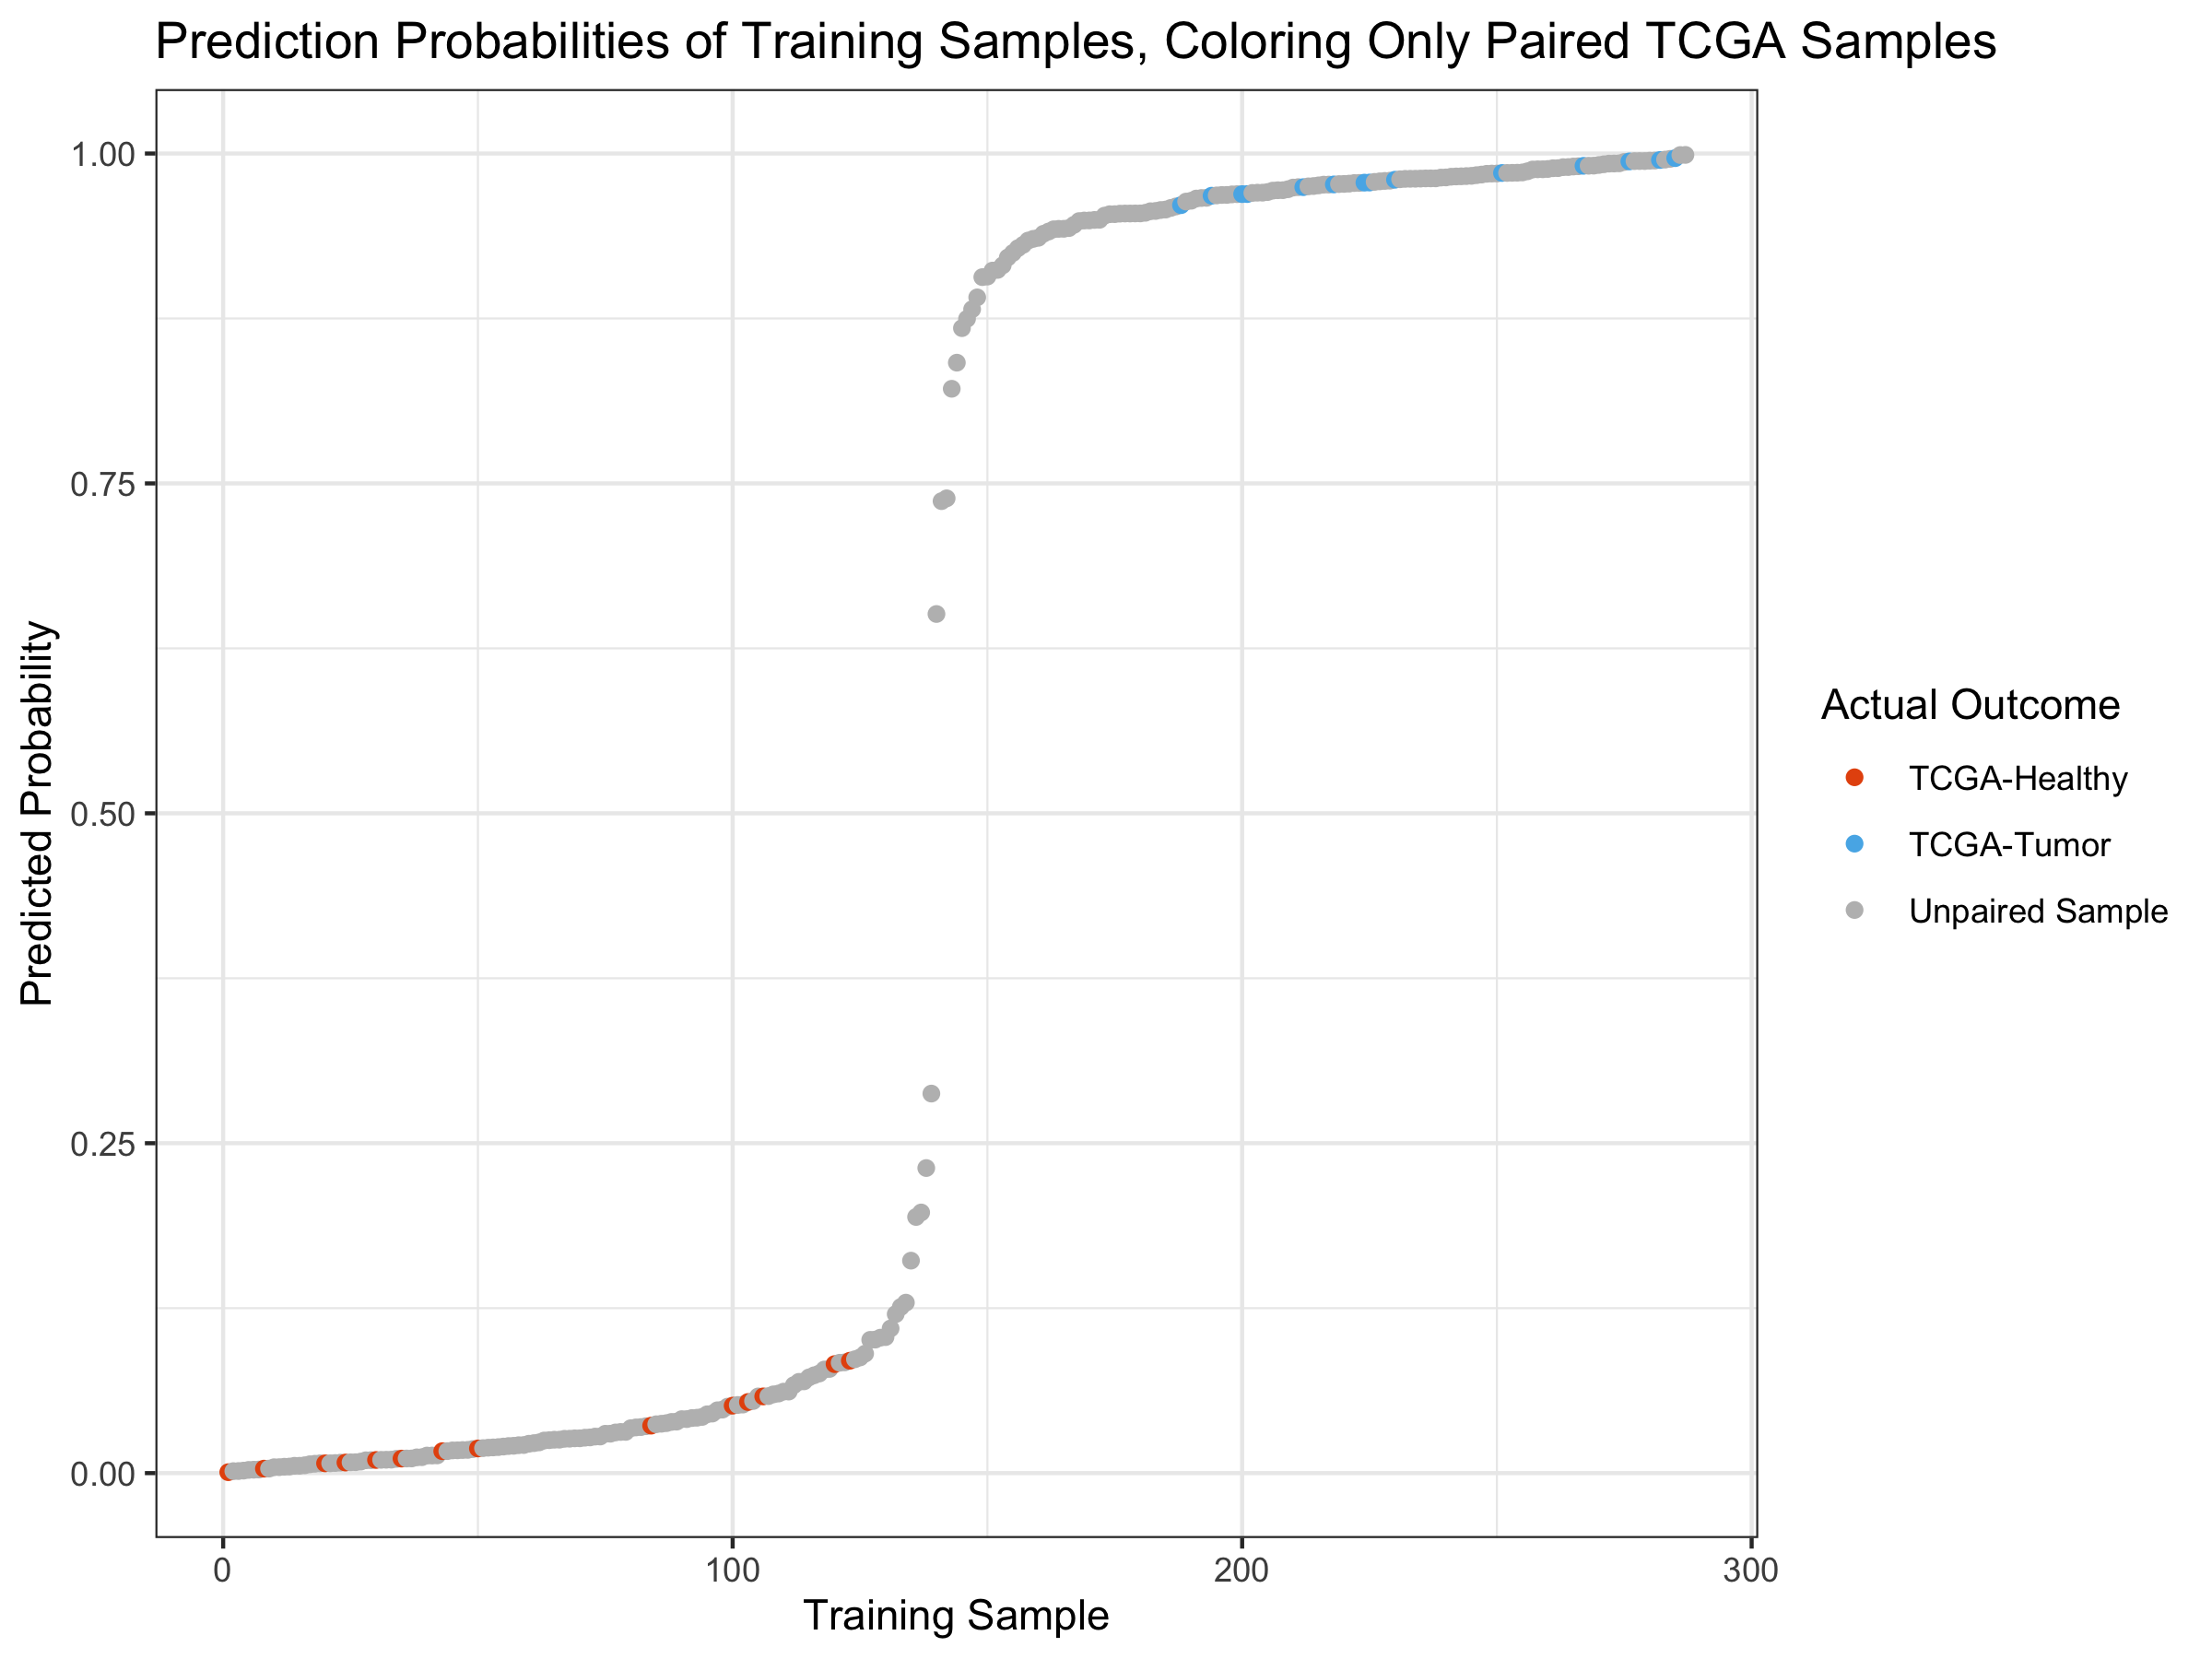 Prediction Probabilities of Training Samples, Coloring Only Paired TCGA Samples
1.00
0.75
0.50
0.25
0.00
Predicted Probability
0
100
200
300
Training Sample
Actual Outcome
TCGA-Healthy
TCGA-Tumor
Unpaired Sample